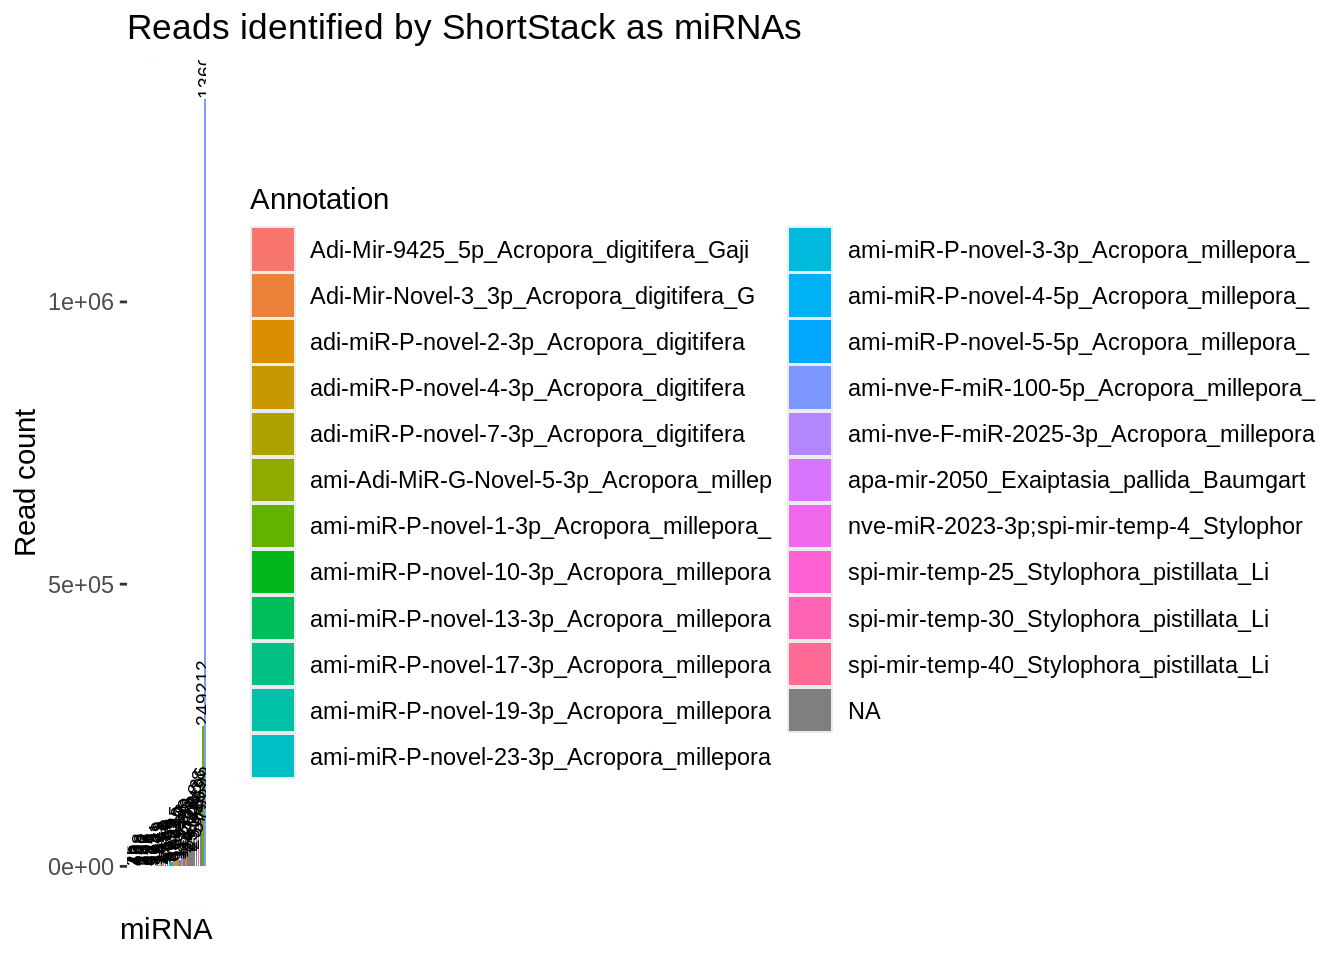 Reads identified by ShortStack as miRNAs
Annotation
Adi-Mir-9425_5p_Acropora_digitifera_Gaji
Adi-Mir-Novel-3_3p_Acropora_digitifera_G
adi-miR-P-novel-2-3p_Acropora_digitifera
adi-miR-P-novel-4-3p_Acropora_digitifera
adi-miR-P-novel-7-3p_Acropora_digitifera
ami-Adi-MiR-G-Novel-5-3p_Acropora_millep
ami-miR-P-novel-1-3p_Acropora_millepora_
ami-miR-P-novel-10-3p_Acropora_millepora
ami-miR-P-novel-13-3p_Acropora_millepora
ami-miR-P-novel-17-3p_Acropora_millepora
ami-miR-P-novel-19-3p_Acropora_millepora
ami-miR-P-novel-23-3p_Acropora_millepora
ami-miR-P-novel-3-3p_Acropora_millepora_
ami-miR-P-novel-4-5p_Acropora_millepora_
ami-miR-P-novel-5-5p_Acropora_millepora_
ami-nve-F-miR-100-5p_Acropora_millepora_
ami-nve-F-miR-2025-3p_Acropora_millepora
apa-mir-2050_Exaiptasia_pallida_Baumgart
nve-miR-2023-3p;spi-mir-temp-4_Stylophor
spi-mir-temp-25_Stylophora_pistillata_Li
spi-mir-temp-30_Stylophora_pistillata_Li
spi-mir-temp-40_Stylophora_pistillata_Li
NA
Read count
1e+06
5e+05
0e+00
249212
miRNA